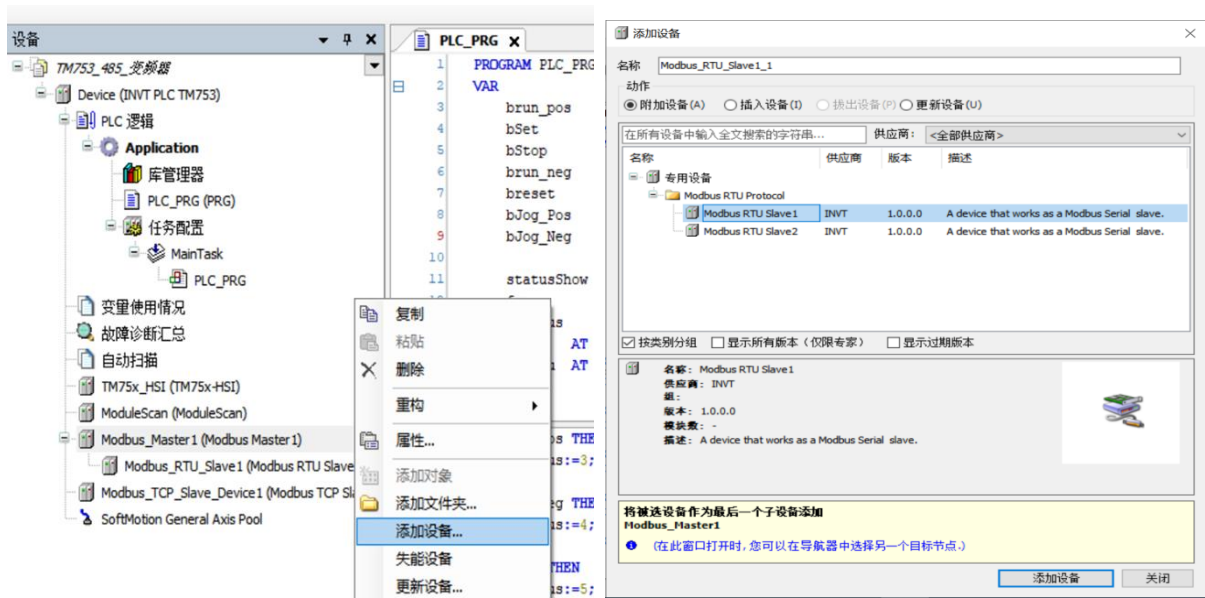 设备
TM753_485_变频器
Device (INVT PLC TM753)
PLC 逻辑
Application
库管理器
PLC_PRG (PRG)
任务配置
MainTask
PLC_PRG
变量使用情况
故障诊断汇总
自动扫描
TM75x_HSI (TM75x-HSI)
ModuleScan (ModuleScan)
Modbus_Master1 (Modbus Master1)
Modbus_RTU_Slave1 (Modbus RTU Slave
Modbus_TCP_Slave_Device1 (Modbus TCP Sl
SoftMotion General Axis Pool
复制
粘贴
删除
重构
属性...
添加对象
添加文件夹...
添加设备...
失能设备
更新设备...
PLC_PRG
1 PROGRAM PLC_PRG
2 VAR
3 brun_pos
4 bSet
5 bStop
6 brun_neg
7 breset
8 bJog_Pos
9 bJog_Neg
10
11 statusShow
AT
AT
THE
:=3;
THE
:=4;
THEN
:=5;
添加设备
名称 Modbus_RTU_Slave1_1
动作
附加设备(A) 插入设备(I) 拔出设备(P) 更新设备(U)
在所有设备中输入全文搜索的字符串... 供应商: <全部供应商>
名称 供应商 版本 描述
专用设备
Modbus RTU Protocol
Modbus RTU Slave1 INVT 1.0.0.0 A device that works as a Modbus Serial slave.
Modbus RTU Slave2 INVT 1.0.0.0 A device that works as a Modbus Serial slave.
按类别分组 显示所有版本(仅限专家) 显示过期版本
名称: Modbus RTU Slave1
供应商: INVT
组:
版本: 1.0.0.0
模块数: -
描述: A device that works as a Modbus Serial slave.
将被选设备作为最后一个子设备添加
Modbus_Master1
(在此窗口打开时,您可以在导航器中选择另一个目标节点.)
添加设备 关闭